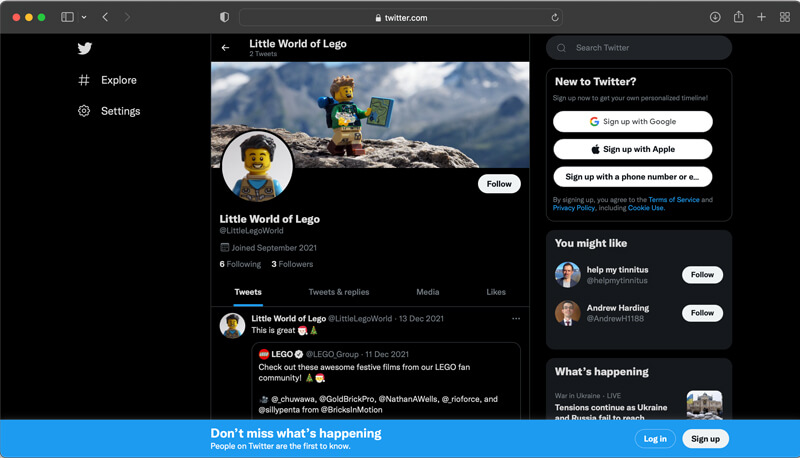 twitter.com
Little World of Lego
2 Tweets
Explore
Settings
Follow
Little World of Lego
@LittleLegoWorld
Joined September 2021
6 Following 3 Followers
Tweets Tweets & replies Media Likes
Little World of Lego @LittleLegoWorld · 13 Dec 2021
This is great 🎅🎄
LEGO @LEGO_Group · 11 Dec 2021
Check out these awesome festive films from our LEGO fan
community! 🎄🎅
🎥 @_chuwawa, @GoldBrickPro, @NathanAWells, @_rioforce, and
@sillypenta from @BricksInMotion
Search Twitter
New to Twitter?
Sign up now to get your own personalized timeline!
Sign up with Google
Sign up with Apple
Sign up with a phone number or e...
By signing up, you agree to the Terms of Service and
Privacy Policy, including Cookie Use.
You might like
help my tinnitus
@helpmytinnitus
Follow
Andrew Harding
@AndrewH1188
Follow
What's happening
War in Ukraine · LIVE
Tensions continue as Ukraine
and Russia fail to reach
Don't miss what's happening
People on Twitter are the first to know.
Log in
Sign up